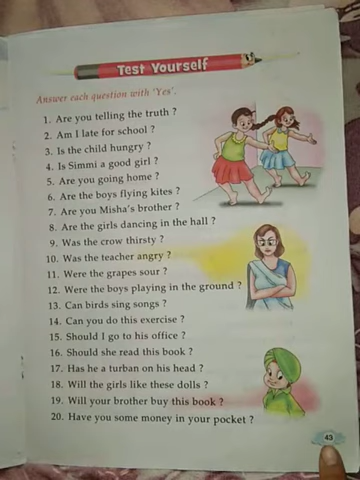 Test Yourself
Answer each question with 'Yes'.
1. Are you telling the truth ?
2. Am I late for school ?
3. Is the child hungry ?
4. Is Simmi a good girl ?
5. Are you going home ?
6. Are the boys flying kites ?
7. Are you Misha's brother ?
8. Are the girls dancing in the hall ?
9. Was the crow thirsty ?
10. Was the teacher angry ?
11. Were the grapes sour ?
12. Were the boys playing in the ground ?
13. Can birds sing songs ?
14. Can you do this exercise ?
15. Should I go to his office ?
16. Should she read this book ?
17. Has he a turban on his head ?
18. Will the girls like these dolls ?
19. Will your brother buy this book ?
20. Have you some money in your pocket ?
43